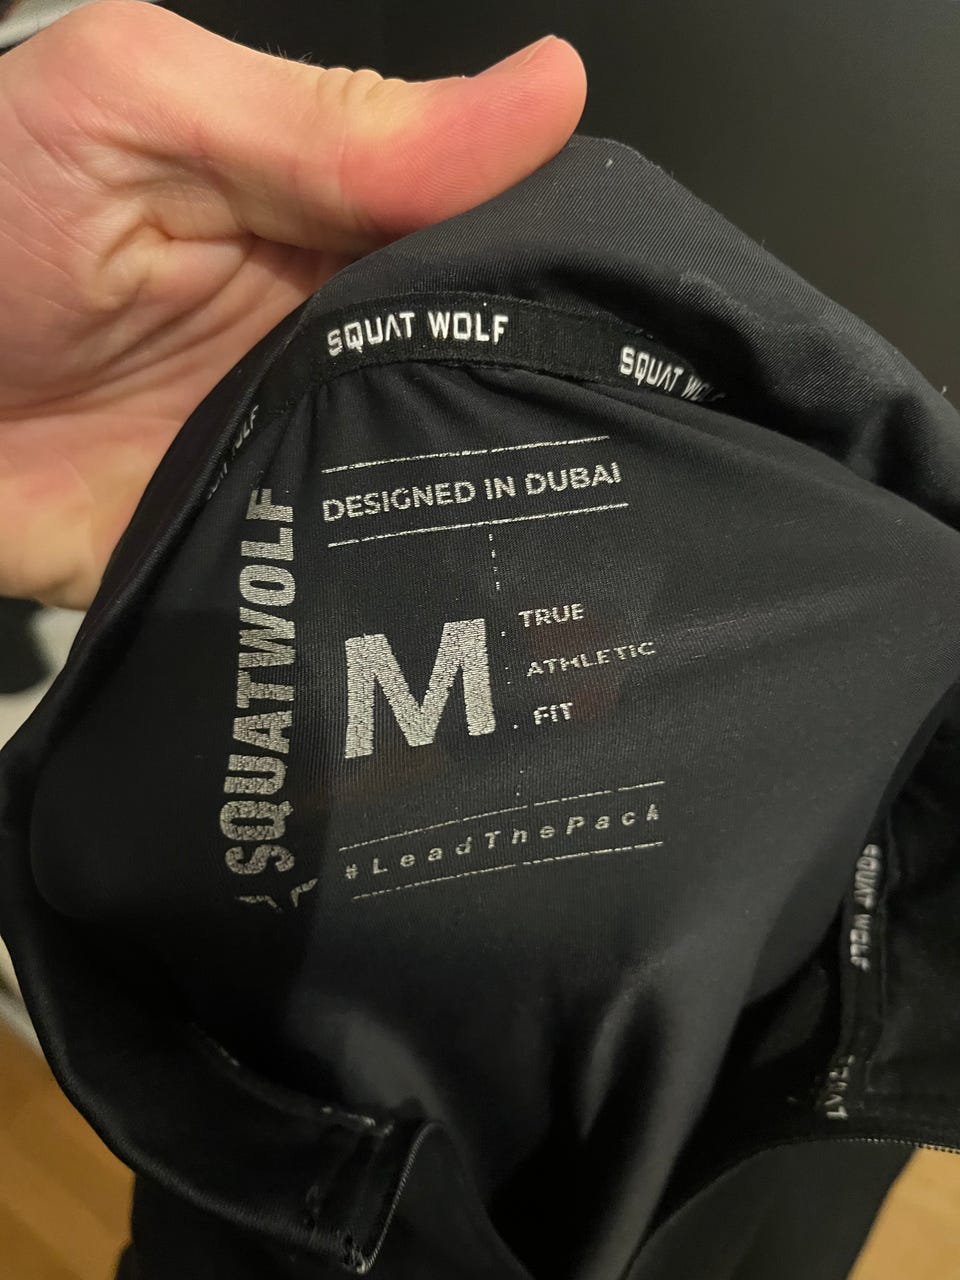 SQUAT WOLF
SQUAT WOLF
SQUATWOLF
DESIGNED IN DUBAI
M
TRUE
ATHLETIC
FIT
#LeadThePack
SQUAT WOLF